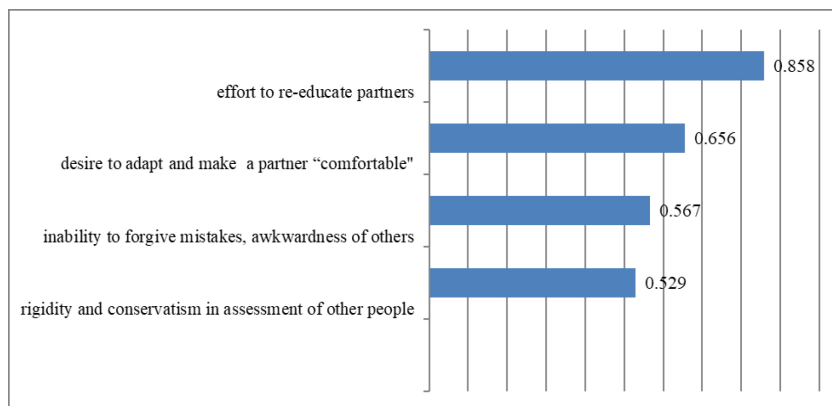 0.858
effort to re-educate partners
0.656
desire to adapt and make  a partner “comfortable"
0.567
inability to forgive mistakes, awkwardness of others
0.529
rigidity and conservatism in assessment of other people